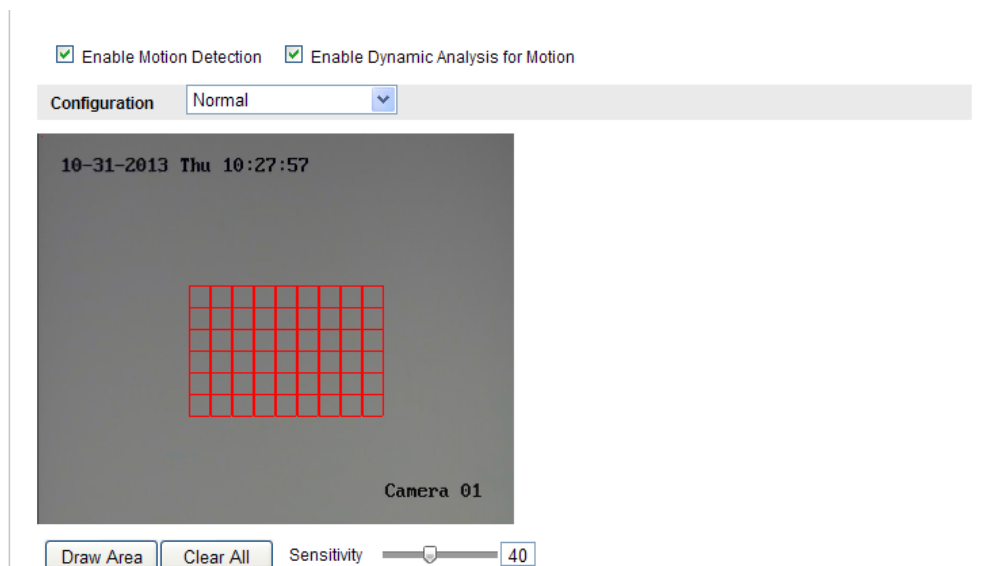 Enable Motion Detection Enable Dynamic Analysis for Motion
Configuration Normal
10-31-2013 Thu 10:27:57
Camera 01
Draw Area Clear All Sensitivity 40